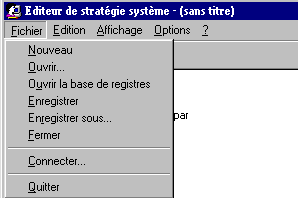 Editeur de stratégie système - (sans titre)
Fichier Edition Affichage Options ?
Nouveau
Ouvrir...
Ouvrir la base de registres
Enregistrer
Enregistrer sous...
par
Fermer
Connecter...
Quitter